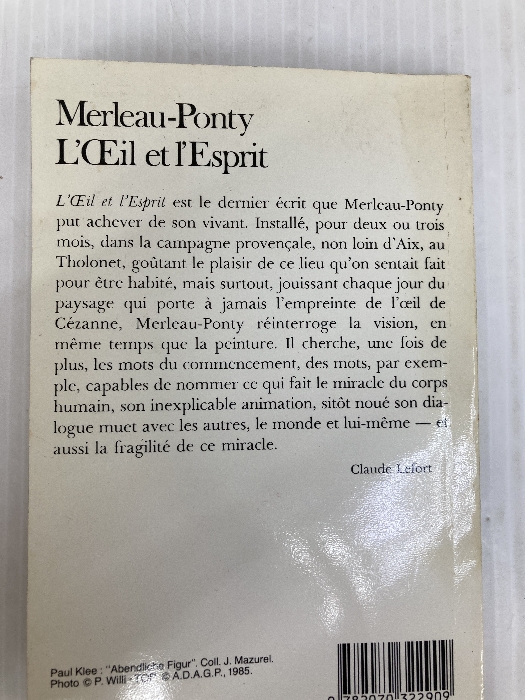 Merleau-Ponty
L'Œil et l'Esprit
L'Œil et l'Esprit est le dernier écrit que Merleau-Ponty
put achever de son vivant. Installé, pour deux ou trois
mois, dans la campagne provençale, non loin d'Aix, au
Tholonet, goûtant le plaisir de ce lieu qu'on sentait fait
pour être habité, mais surtout, jouissant chaque jour du
paysage qui porte à jamais l'empreinte de l'œil de
Cézanne, Merleau-Ponty réinterroge la vision, en
même temps que la peinture. Il cherche, une fois de
plus, les mots du commencement, des mots, par exem-
ple, capables de nommer ce qui fait le miracle du corps
humain, son inexplicable animation, sitôt noué son dia-
logue muet avec les autres, le monde et lui-même — et
aussi la fragilité de ce miracle.
Claude Lefort
Paul Klee : "Abendliche Figur". Coll. J. Mazurel.
Photo © P. Willi - © A.D.A.G.P., 1985.
9 782070 322909